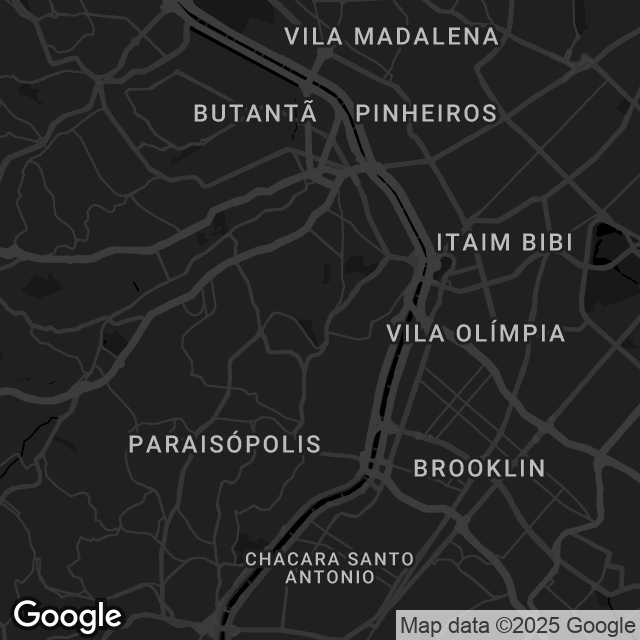 VILA MADALENA
BUTANTÃ
PINHEIROS
ITAIM BIBI
VILA OLÍMPIA
PARAISÓPOLIS
BROOKLIN
CHACARA SANTO
ANTONIO
Google
Map data ©2025 Google